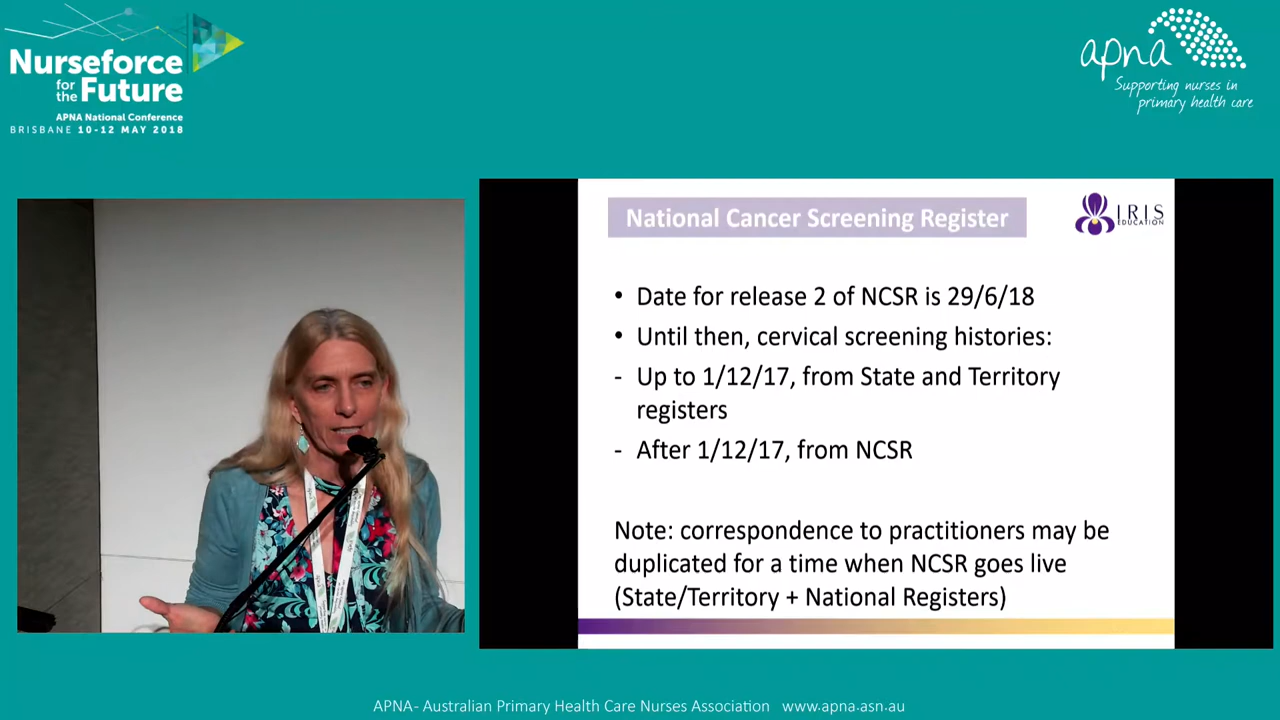 Nurseforce
for
the Future
APNA National Conference
BRISBANE 10-12 MAY 2018
apna
Supporting nurses in
primary health care
National Cancer Screening Register
IRIS
EDUCATION
• Date for release 2 of NCSR is 29/6/18
• Until then, cervical screening histories:
- Up to 1/12/17, from State and Territory
registers
- After 1/12/17, from NCSR
Note: correspondence to practitioners may be
duplicated for a time when NCSR goes live
(State/Territory + National Registers)
APNA- Australian Primary Health Care Nurses Association www.apna.asn.au